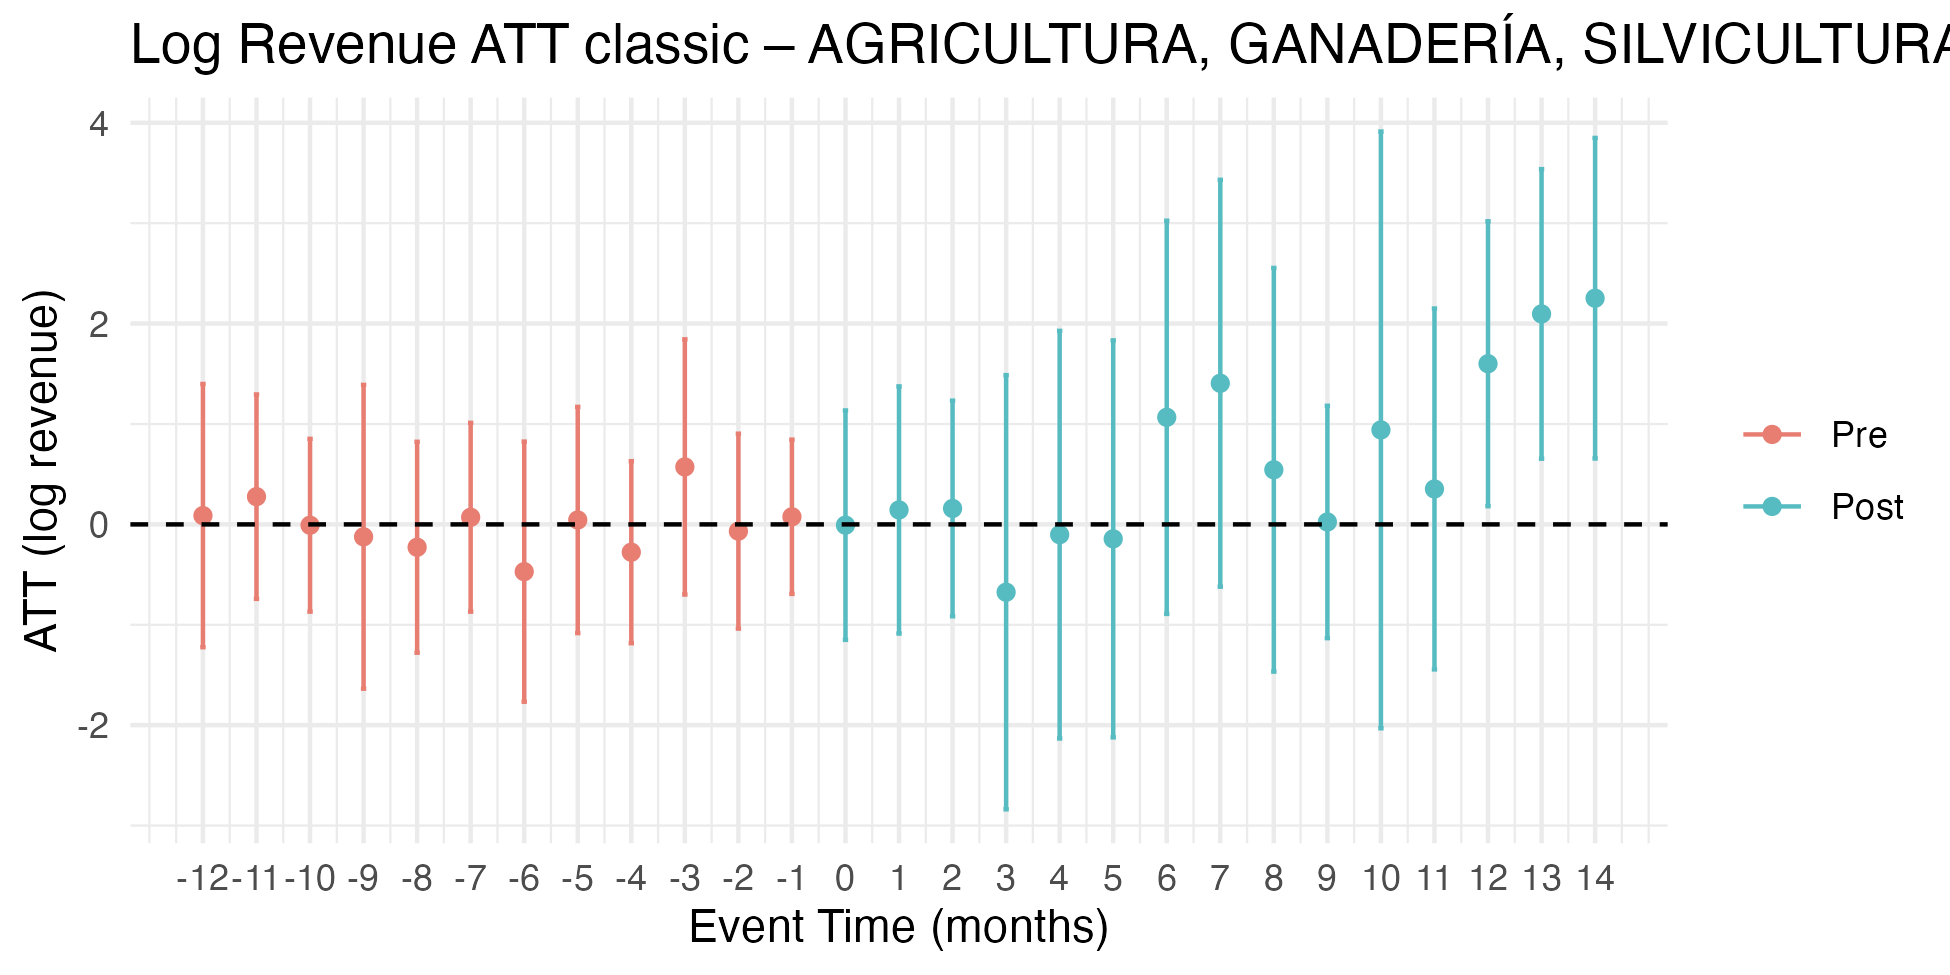 Log Revenue ATT classic – AGRICULTURA, GANADERÍA, SILVICULTURA
4
2
0
-2
ATT (log revenue)
-12 -11 -10 -9 -8 -7 -6 -5 -4 -3 -2 -1 0 1 2 3 4 5 6 7 8 9 10 11 12 13 14
Event Time (months)
Pre
Post